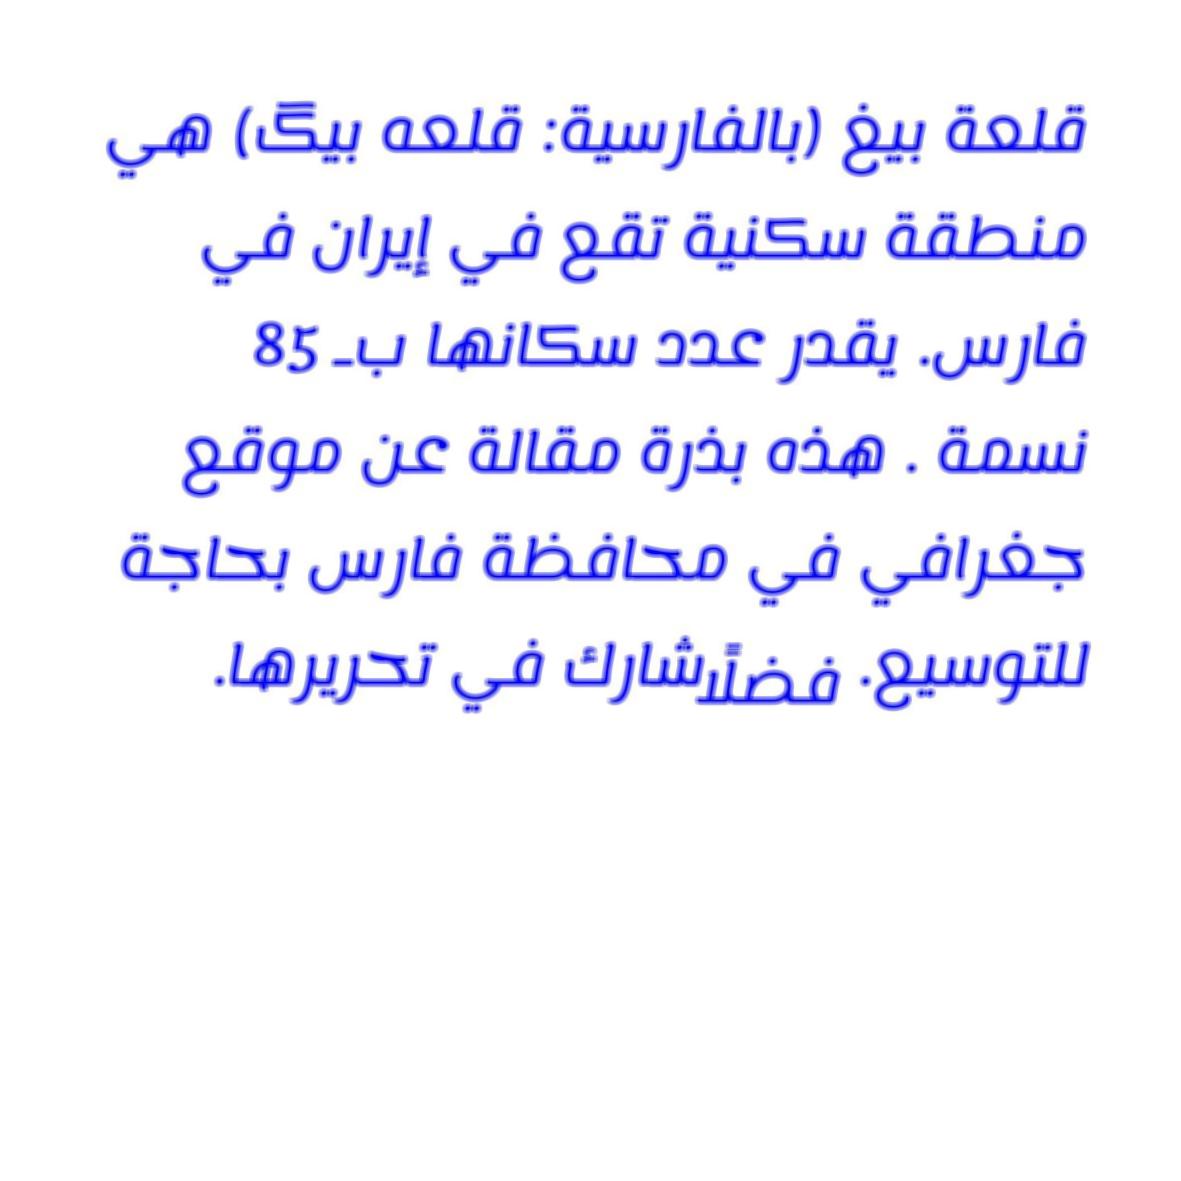 قلعة بيغ (بالفارسية: قلعه بیگ) هي
منطقة سكنية تقع في إيران في
فارس. يقدر عدد سكانها بـ 85
نسمة . هذه بذرة مقالة عن موقع
جغرافي في محافظة فارس بحاجة
للتوسيع. فضلًا شارك في تحريرها.